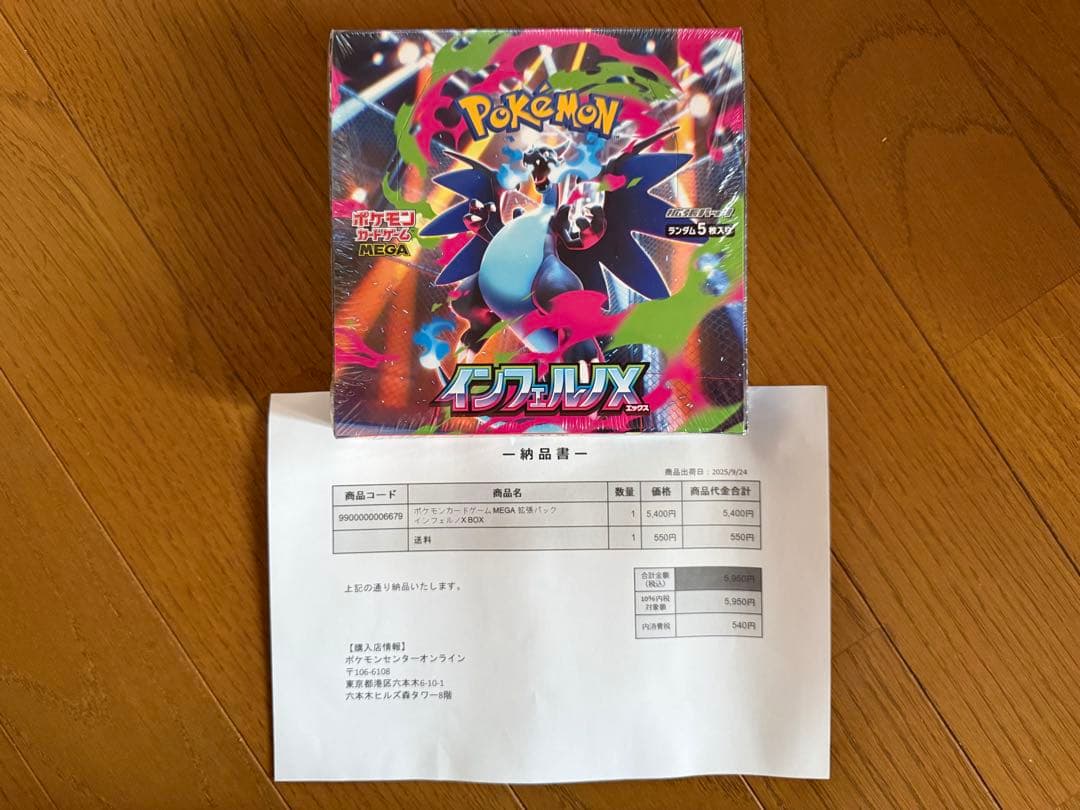 POKéMON
ポケモン
カードゲーム
MEGA
拡張パック
ランダム5枚入り
インフェルノX
エックス
ー納品書ー
商品出荷日：2025/9/24
商品コード 商品名 数量 価格 商品代金合計
9900000006679 ポケモンカードゲーム MEGA 拡張パック 1 5,400円 5,400円
インフェルノX BOX
送料 1 550円 550円
合計金額
(税込) 5,950円
上記の通り納品いたします。
10%内税
対象額 5,950円
内消費税 540円
【購入店情報】
ポケモンセンターオンライン
〒106-6108
東京都港区六本木6-10-1
六本木ヒルズ森タワー8階